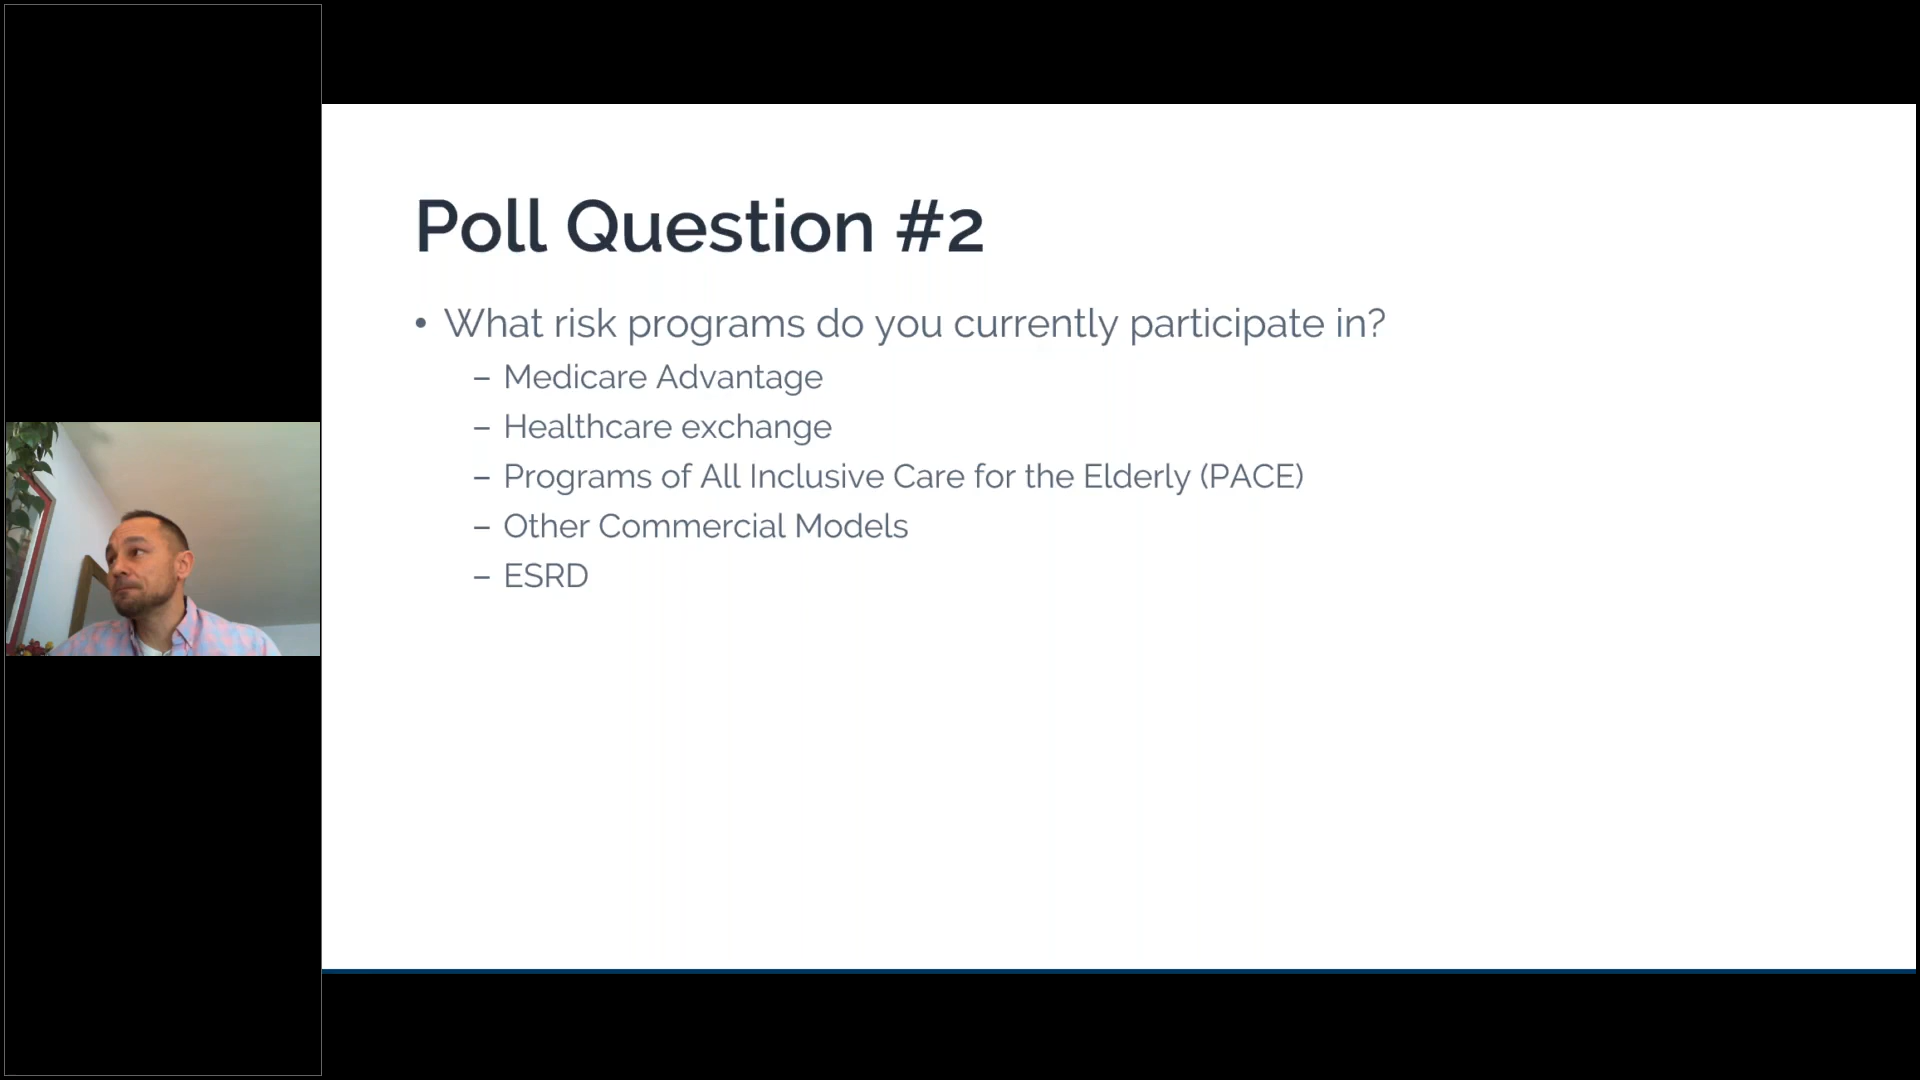 Poll Question #2
• What risk programs do you currently participate in?
– Medicare Advantage
– Healthcare exchange
– Programs of All Inclusive Care for the Elderly (PACE)
– Other Commercial Models
– ESRD